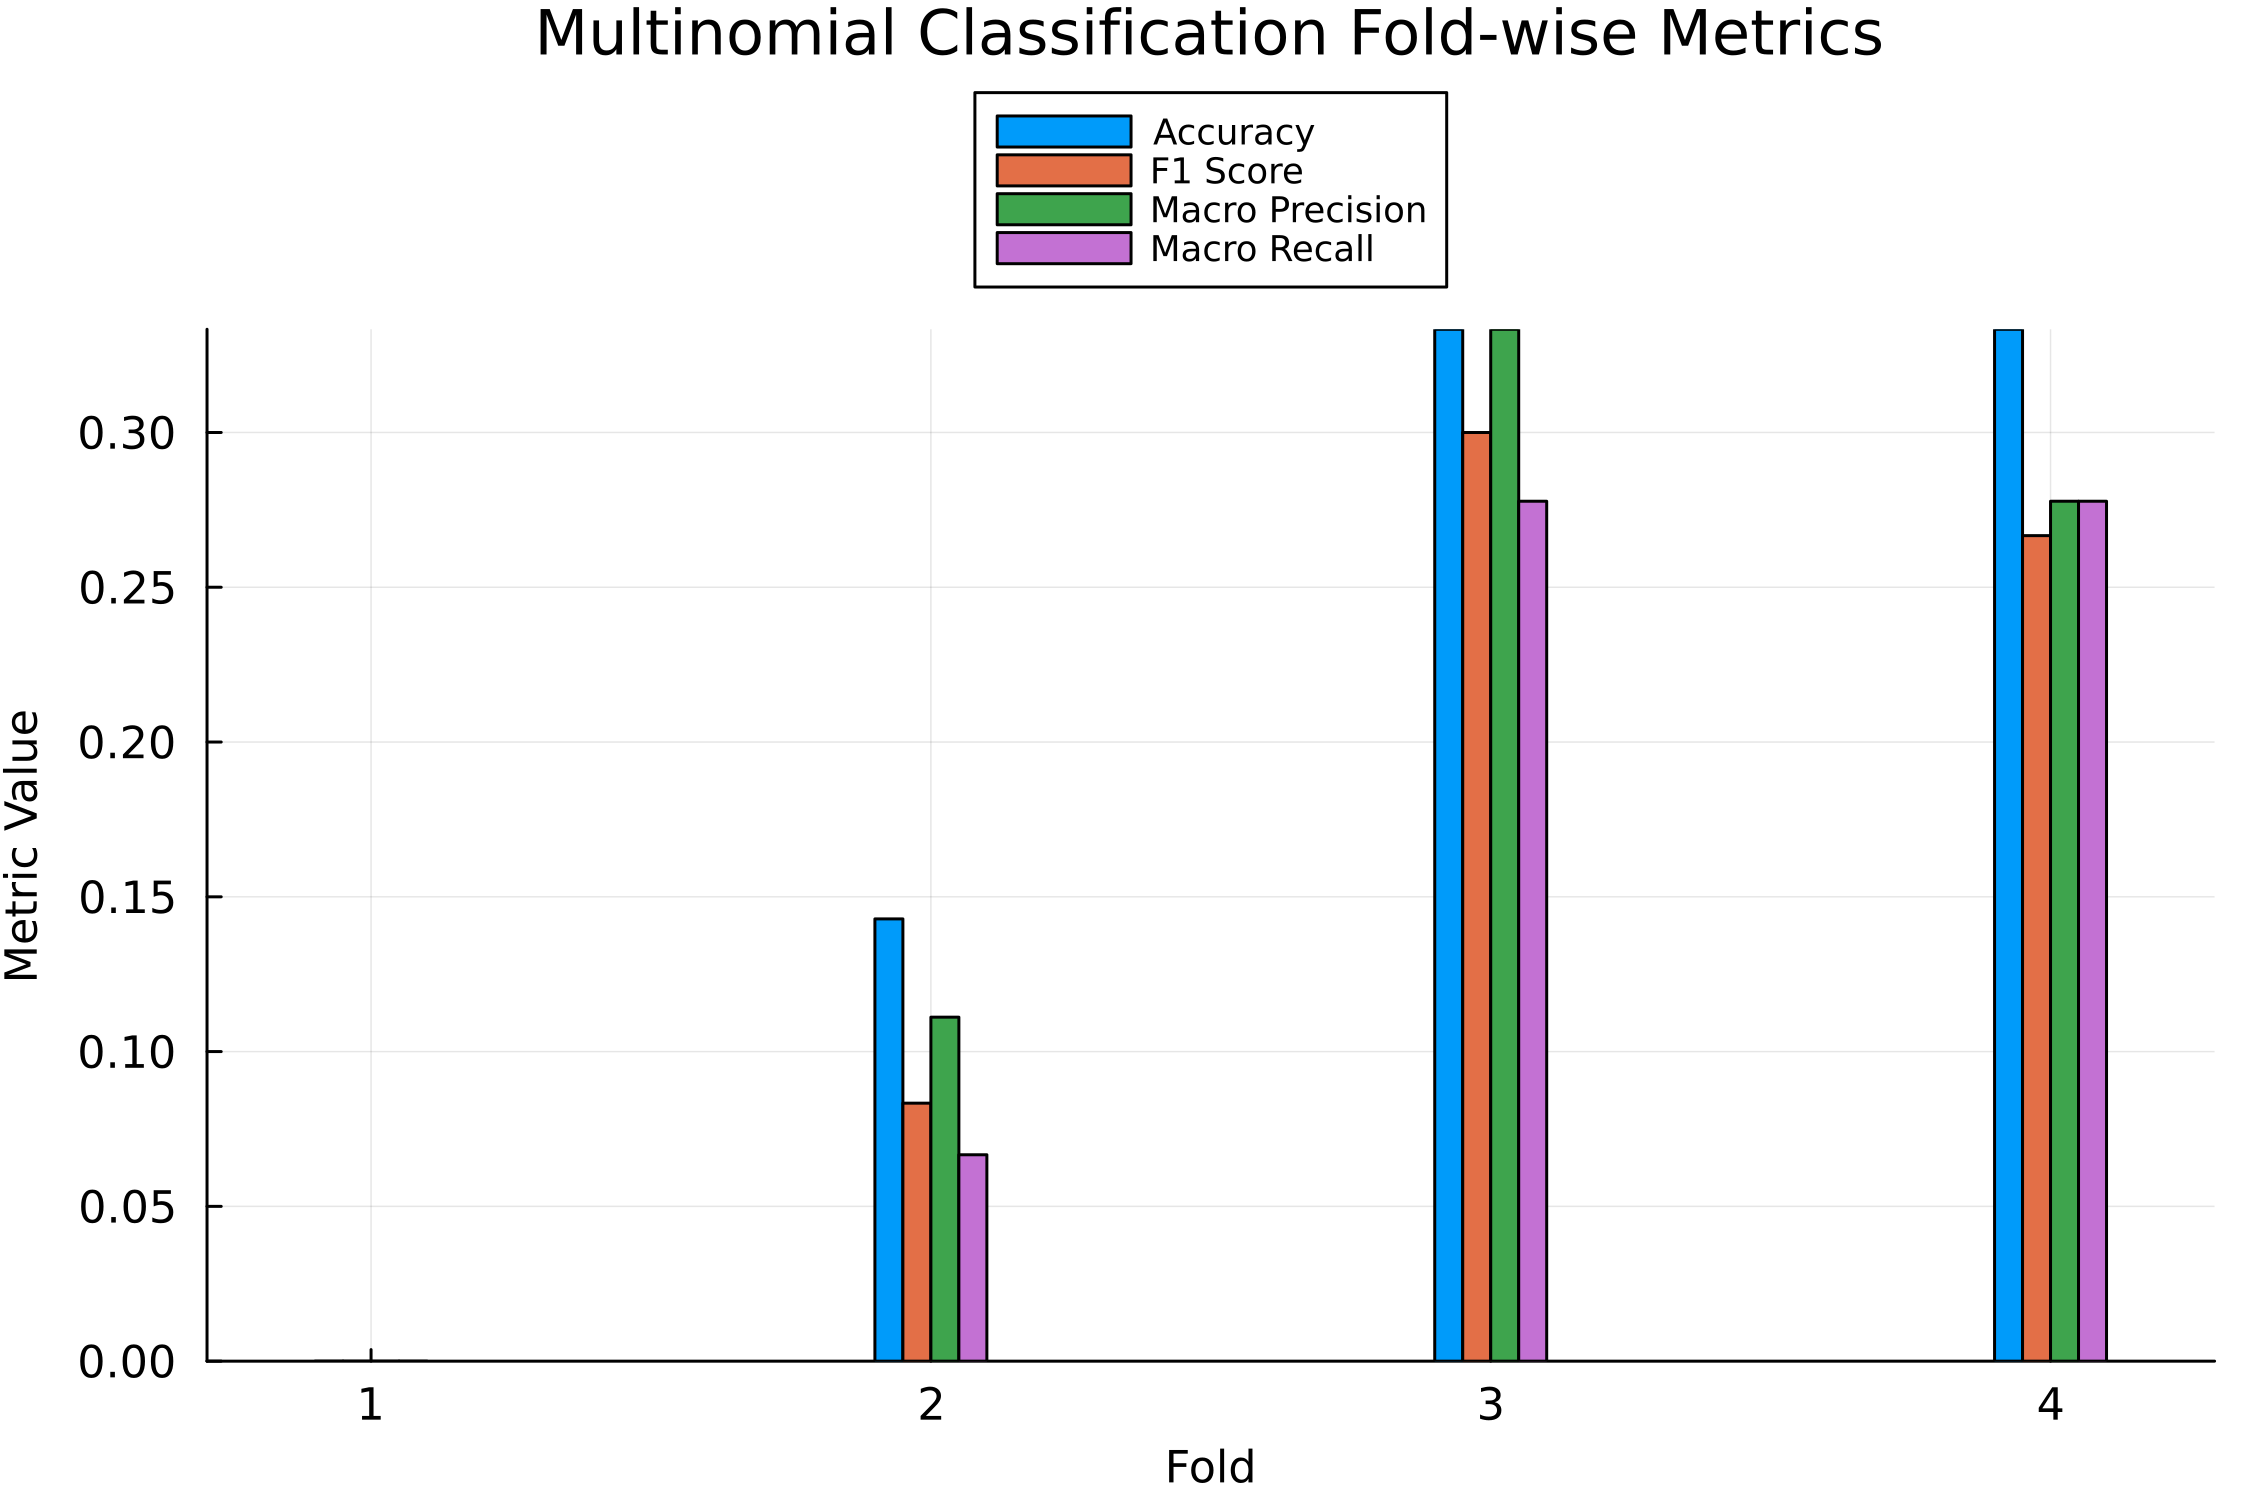 Multinomial Classification Fold-wise Metrics
Accuracy
F1 Score
Macro Precision
Macro Recall
Metric Value
0.30
0.25
0.20
0.15
0.10
0.05
0.00
1 2 3 4
Fold